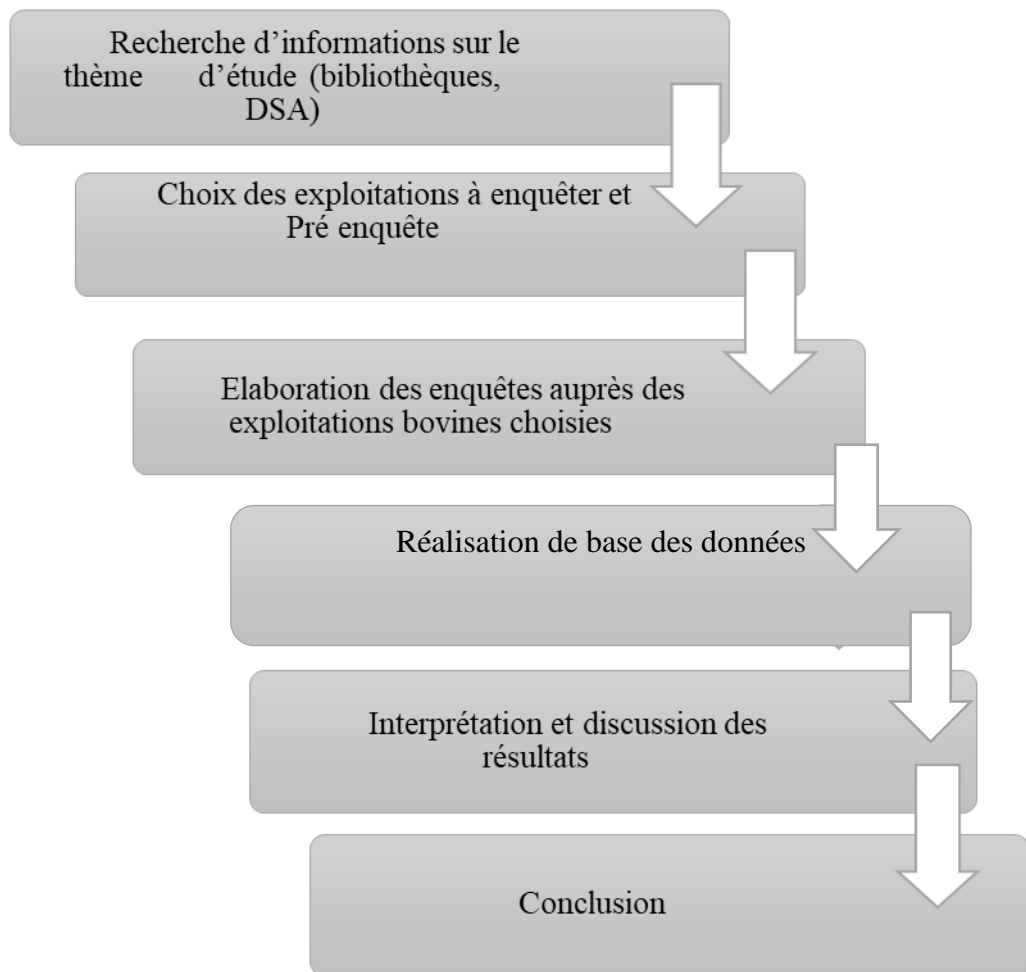 Recherche d’informations sur le
thème d’étude (bibliothèques,
DSA)
Choix des exploitations à enquêter et
Pré enquête
Elaboration des enquêtes auprès des
exploitations bovines choisies
Réalisation de base des données
Interprétation et discussion des
résultats
Conclusion